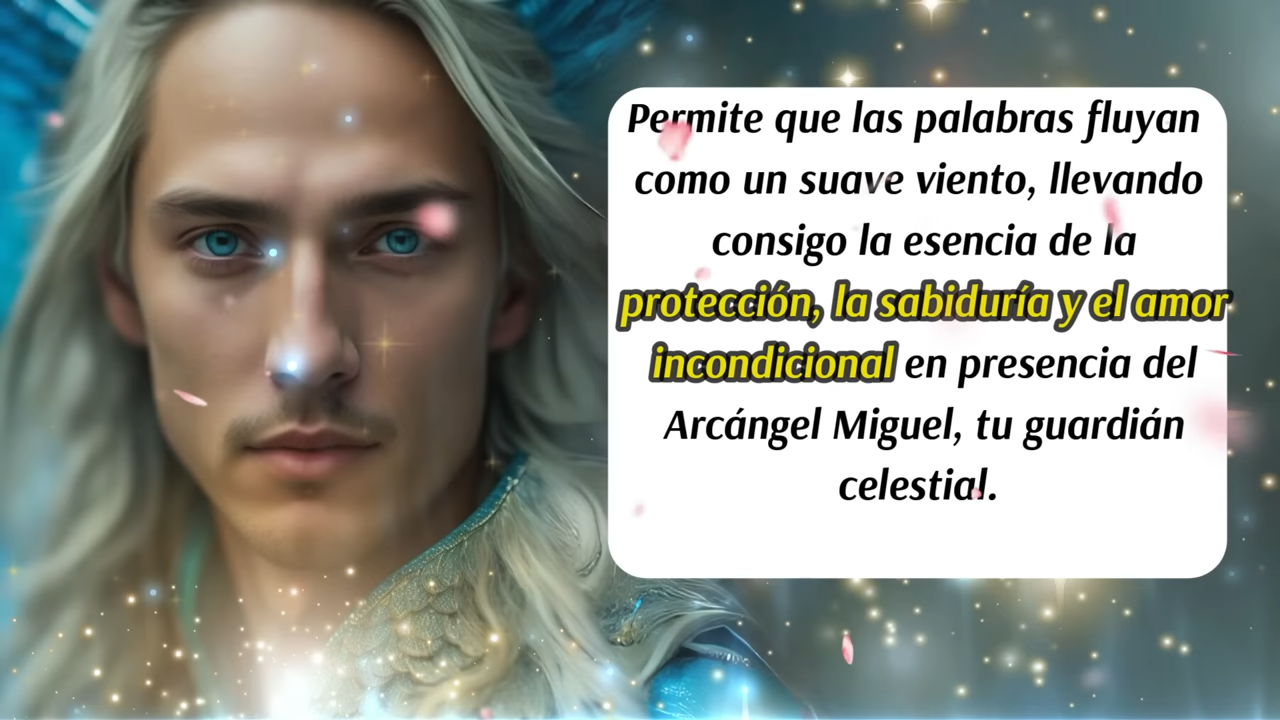 Permite que las palabras fluyan
como un suave viento, llevando
consigo la esencia de la
protección, la sabiduría y el amor
incondicional en presencia del
Arcángel Miguel, tu guardián
celestial.